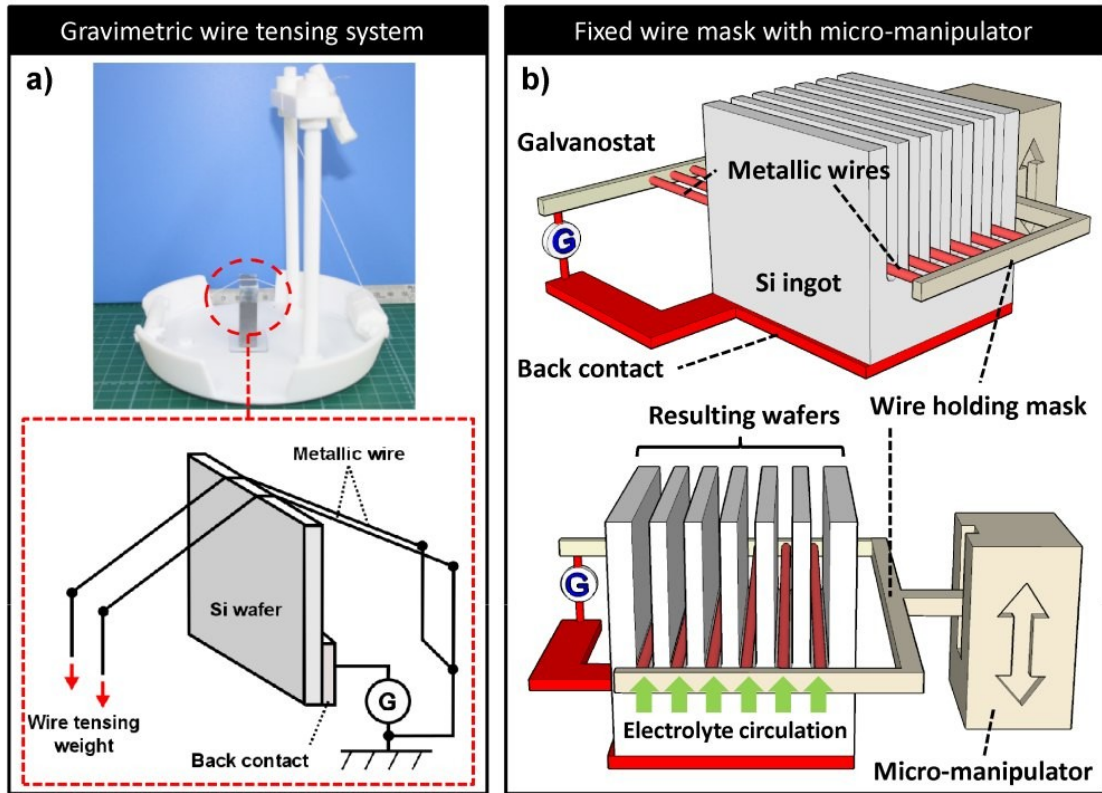 Gravimetric wire tensing system
a)
Metallic wire
Si wafer
G
Wire tensing
weight
Back contact
Fixed wire mask with micro-manipulator
b)
Galvanostat
Metallic wires
G
Si ingot
Back contact
Wire holding mask
Resulting wafers
G
Electrolyte circulation
Micro-manipulator